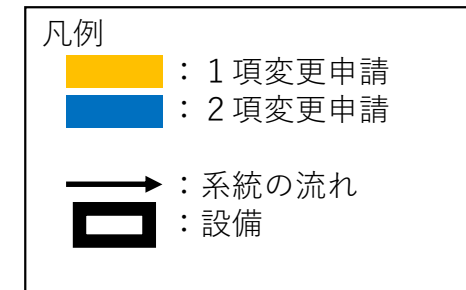 凡例
：１項変更申請
：２項変更申請
：系統の流れ
：設備